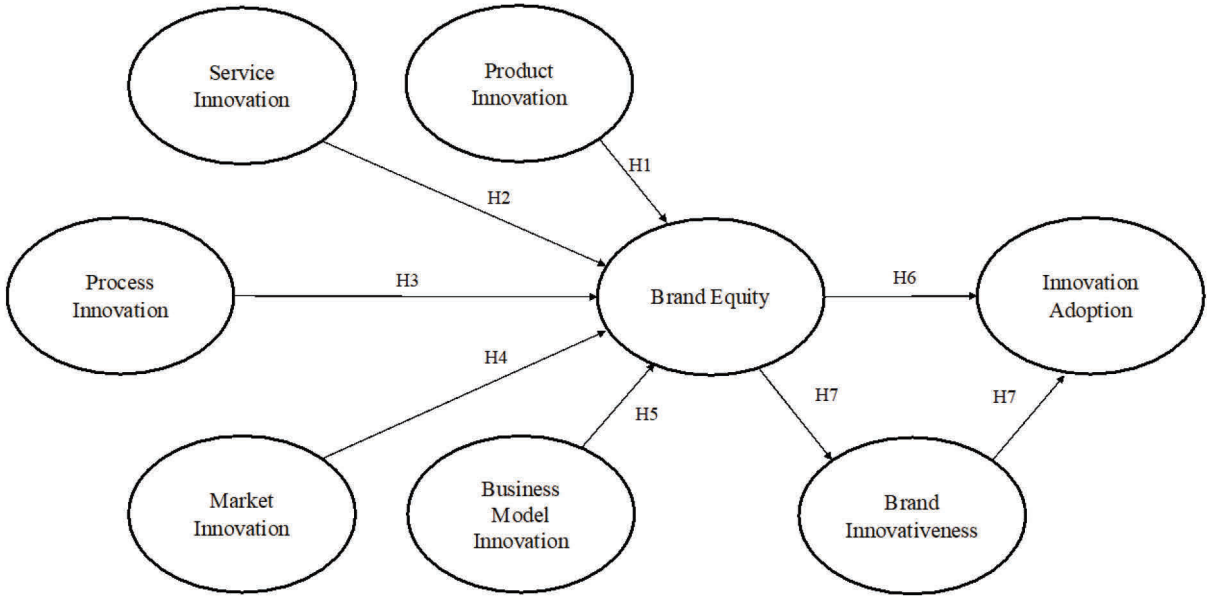 Service
Innovation
Product
Innovation
H1
H2
Process
Innovation
H3
Brand Equity
H6
Innovation
Adoption
H4
H5
H7
H7
Market
Innovation
Business
Model
Innovation
Brand
Innovativeness